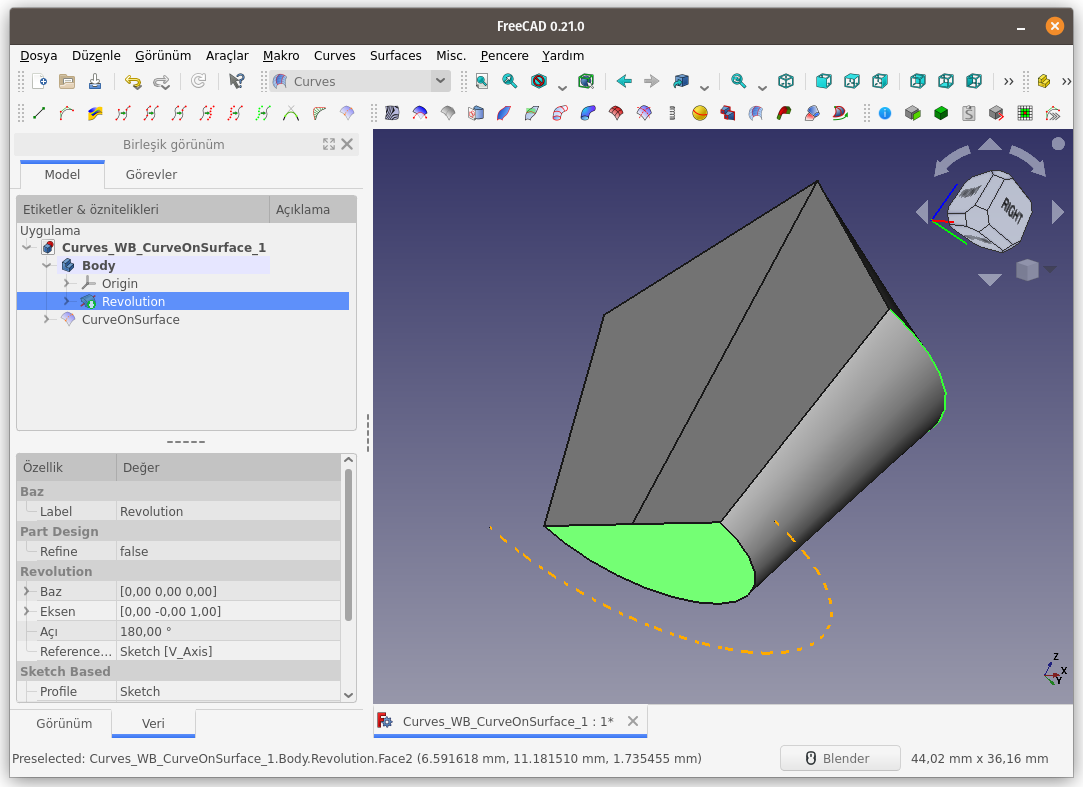 FreeCAD 0.21.0
Dosya Düzenle Görünüm Araçlar Makro Curves Surfaces Misc. Pencere Yardım
Curves
Birleşik görünüm
Model Görevler
Etiketler & öznitelikleri Açıklama
Uygulama
Curves_WB_CurveOnSurface_1
Body
Origin
Revolution
CurveOnSurface
RIGHT
Özellik Değer
Baz
Label Revolution
Part Design
Refine false
Revolution
Baz [0,00 0,00 0,00]
Eksen [0,00 -0,00 1,00]
Açı 180,00 °
Reference... Sketch [V_Axis]
Sketch Based
Profile Sketch
Z
X
Y
Görünüm Veri
Curves_WB_CurveOnSurface_1 : 1*
Preselected: Curves_WB_CurveOnSurface_1.Body.Revolution.Face2 (6.591618 mm, 11.181510 mm, 1.735455 mm) Blender 44,02 mm x 36,16 mm